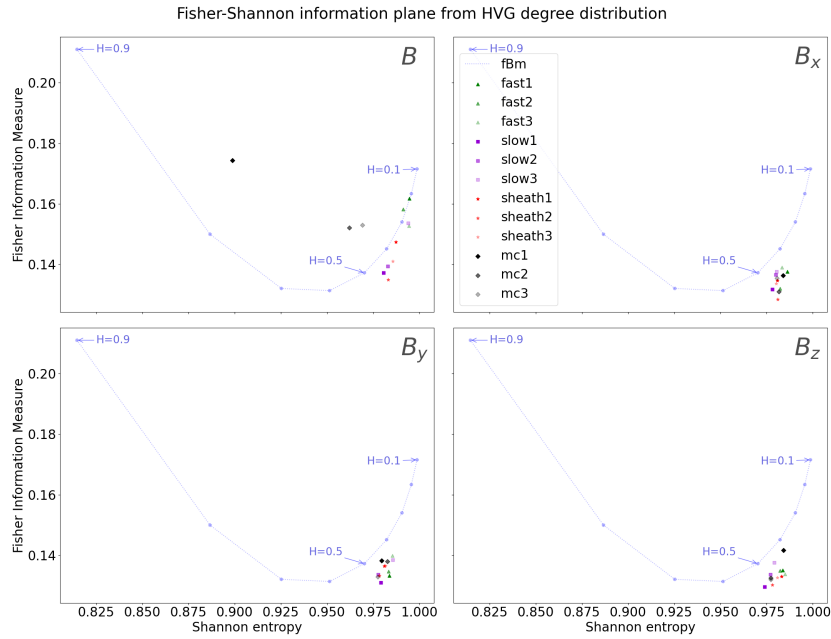 Fisher-Shannon information plane from HVG degree distribution
H=0.9
B
0.20
0.18
0.16
0.14
Fisher Information Measure
H=0.1
H=0.5
H=0.9
Bx
fBm
fast1
fast2
fast3
slow1
slow2
slow3
sheath1
sheath2
sheath3
mc1
mc2
mc3
H=0.1
H=0.5
H=0.9
By
0.20
0.18
0.16
0.14
Fisher Information Measure
H=0.1
H=0.5
0.825 0.850 0.875 0.900 0.925 0.950 0.975 1.000
Shannon entropy
H=0.9
Bz
H=0.1
H=0.5
0.825 0.850 0.875 0.900 0.925 0.950 0.975 1.000
Shannon entropy